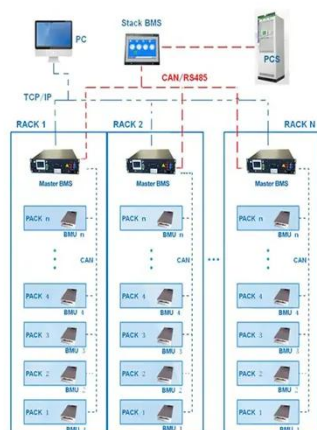 PC
Stack BMS
PCS
CAN/RS485
TCP/IP
RACK 1
RACK 2
RACK N
Master BMS
Master BMS
Master BMS
PACK n
BMU n
PACK n
BMU n
PACK n
BMU n
CAN
CAN
CAN
PACK 4
BMU 4
PACK 4
BMU 4
PACK 4
BMU 4
PACK 3
BMU 3
PACK 3
BMU 3
PACK 3
BMU 3
PACK 2
BMU 2
PACK 2
BMU 2
PACK 2
BMU 2
PACK 1
BMU
PACK 1
BMU
PACK 1
BMU